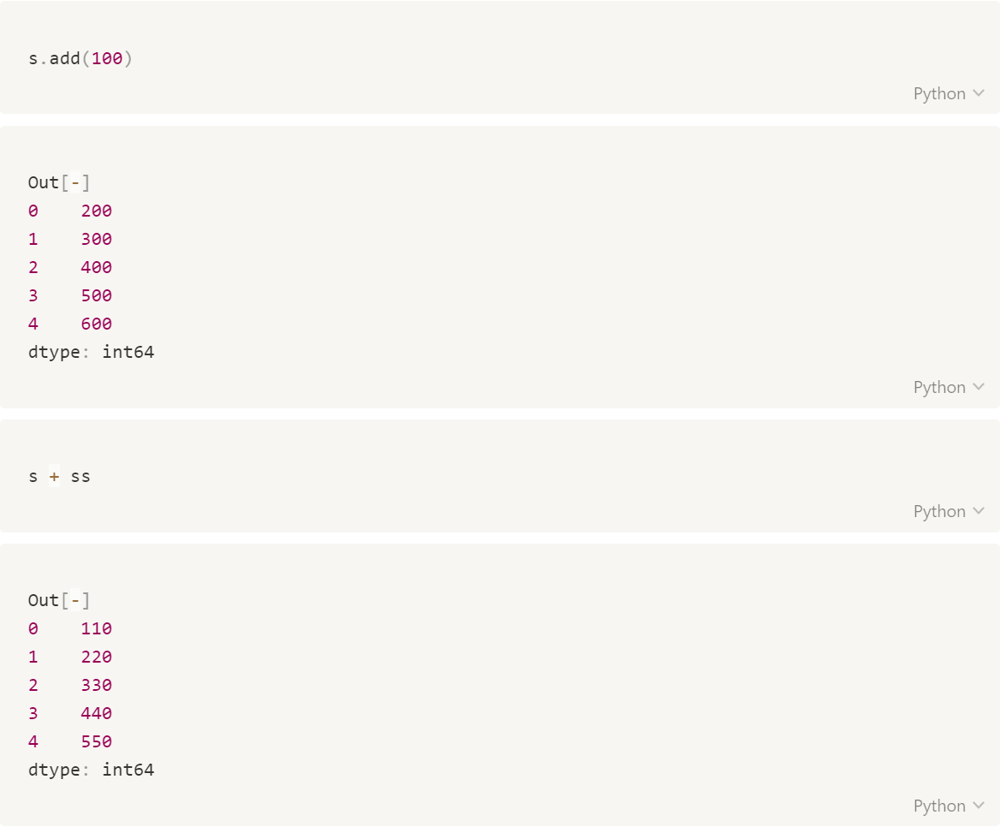 s.add(100)
Python
Out[-]
0    200
1    300
2    400
3    500
4    600
dtype: int64
Python
s + ss
Python
Out[-]
0    110
1    220
2    330
3    440
4    550
dtype: int64
Python